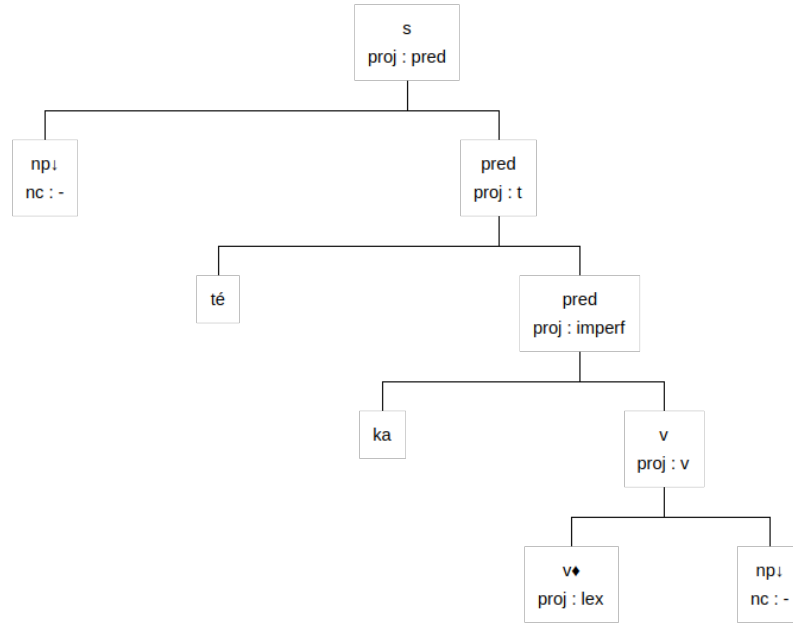 s
proj : pred
np↓
nc : -
pred
proj : t
té
pred
proj : imperf
ka
v
proj : v
v♦
proj : lex
np↓
nc : -